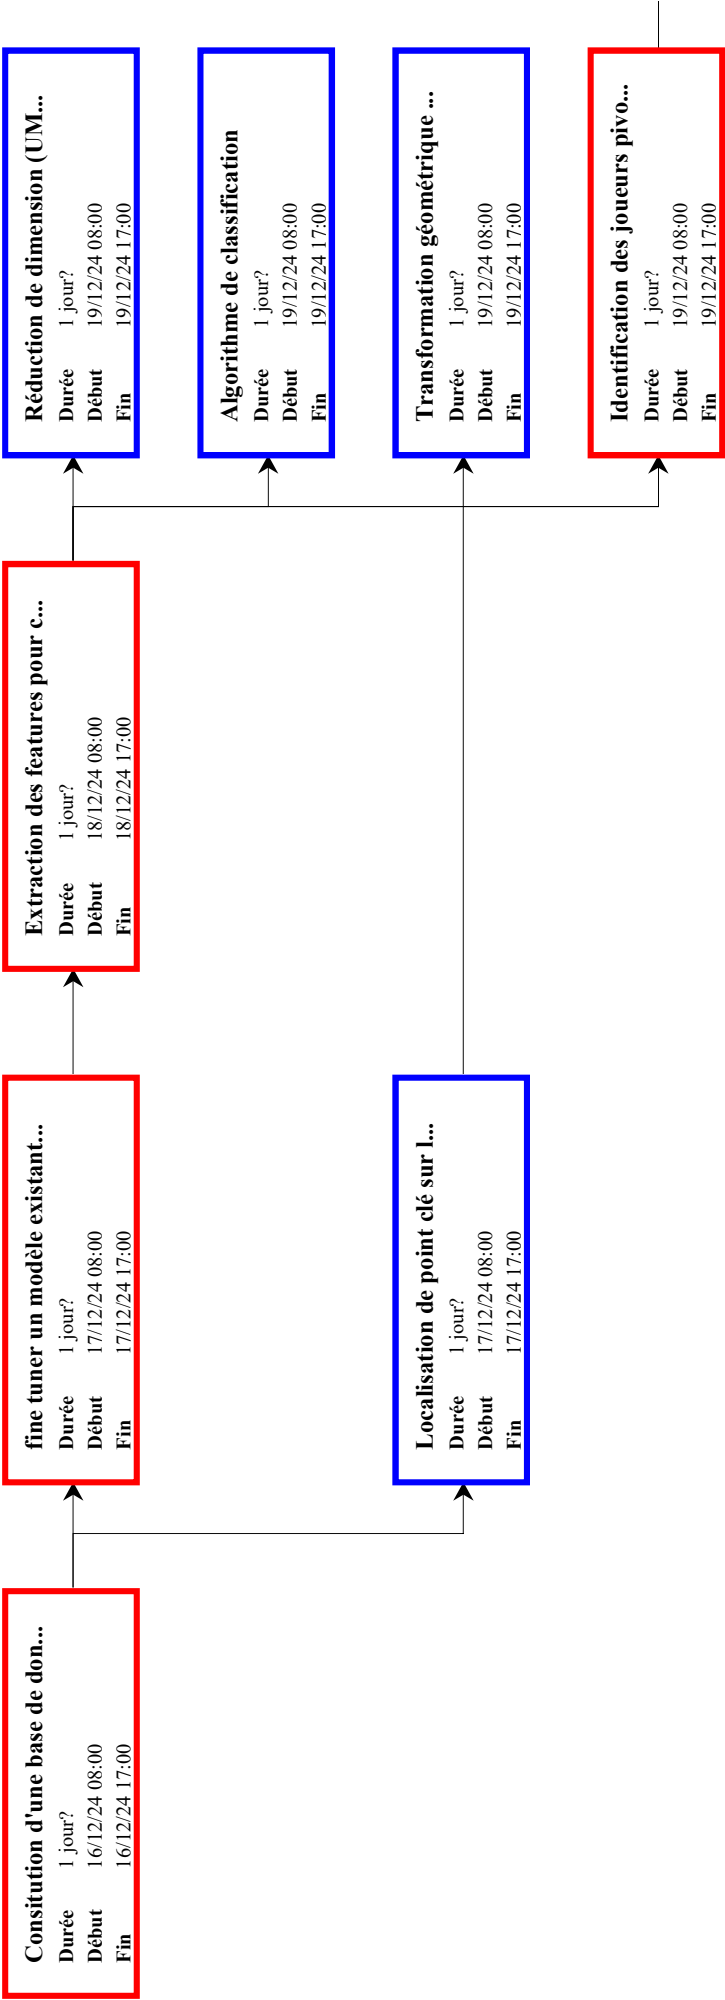 Consitution d'une base de don...
Durée 1 jour?
Début 16/12/24 08:00
Fin 16/12/24 17:00
fine tuner un modèle existant...
Durée 1 jour?
Début 17/12/24 08:00
Fin 17/12/24 17:00
Localisation de point clé sur l...
Durée 1 jour?
Début 17/12/24 08:00
Fin 17/12/24 17:00
Extraction des features pour c...
Durée 1 jour?
Début 18/12/24 08:00
Fin 18/12/24 17:00
Réduction de dimension (UM...
Durée 1 jour?
Début 19/12/24 08:00
Fin 19/12/24 17:00
Algorithme de classification
Durée 1 jour?
Début 19/12/24 08:00
Fin 19/12/24 17:00
Transformation géométrique ...
Durée 1 jour?
Début 19/12/24 08:00
Fin 19/12/24 17:00
Identification des joueurs pivo...
Durée 1 jour?
Début 19/12/24 08:00
Fin 19/12/24 17:00